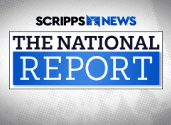 SCRIPPS NEWS
THE NATIONAL
REPORT